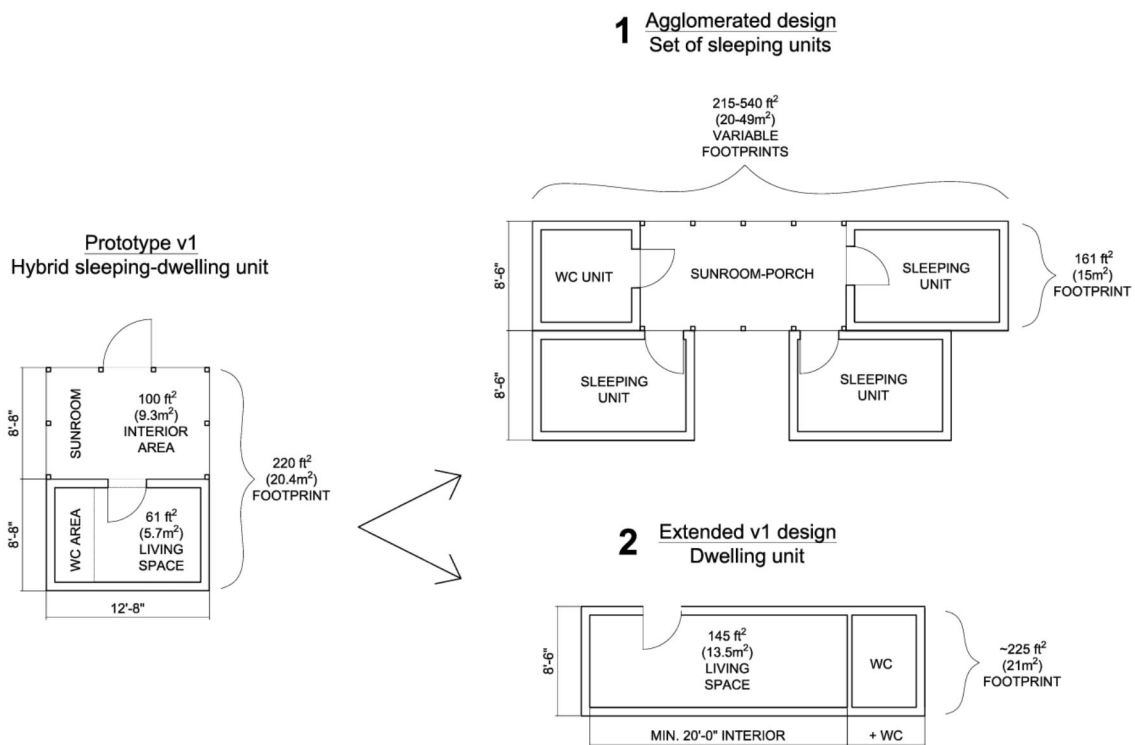 1 Agglomerated design
Set of sleeping units
215-540 ft²
(20-49m²)
VARIABLE
FOOTPRINTS
8'-6"
WC UNIT
SUNROOM-PORCH
SLEEPING
UNIT
161 ft²
(15m²)
FOOTPRINT
8'-6"
SLEEPING
UNIT
SLEEPING
UNIT
Prototype v1
Hybrid sleeping-dwelling unit
8'-8"
SUNROOM
100 ft²
(9.3m²)
INTERIOR
AREA
220 ft²
(20.4m²)
FOOTPRINT
8'-8"
WC AREA
61 ft²
(5.7m²)
LIVING
SPACE
12'-8"
2 Extended v1 design
Dwelling unit
8'-6"
145 ft²
(13.5m²)
LIVING
SPACE
WC
~225 ft²
(21m²)
FOOTPRINT
MIN. 20'-0" INTERIOR
+ WC